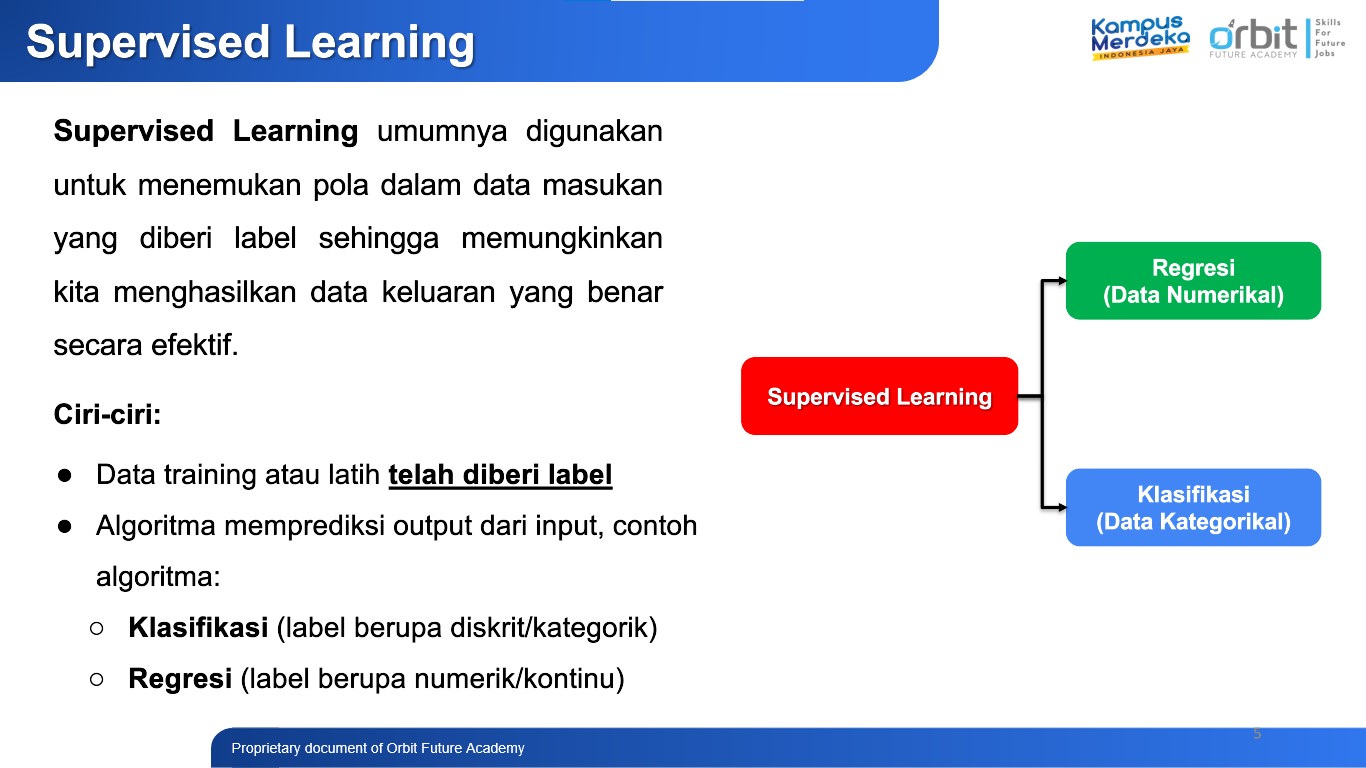 Supervised Learning
Kampus
Merdeka
INDONESIA JAYA
orbit
FUTURE ACADEMY
Skills
For
Future
Jobs
Supervised Learning umumnya digunakan
untuk menemukan pola dalam data masukan
yang diberi label sehingga memungkinkan
kita menghasilkan data keluaran yang benar
secara efektif.
Ciri-ciri:
● Data training atau latih telah diberi label
● Algoritma memprediksi output dari input, contoh
algoritma:
○ Klasifikasi (label berupa diskrit/kategorik)
○ Regresi (label berupa numerik/kontinu)
Supervised Learning
Regresi
(Data Numerikal)
Klasifikasi
(Data Kategorikal)
Proprietary document of Orbit Future Academy
5